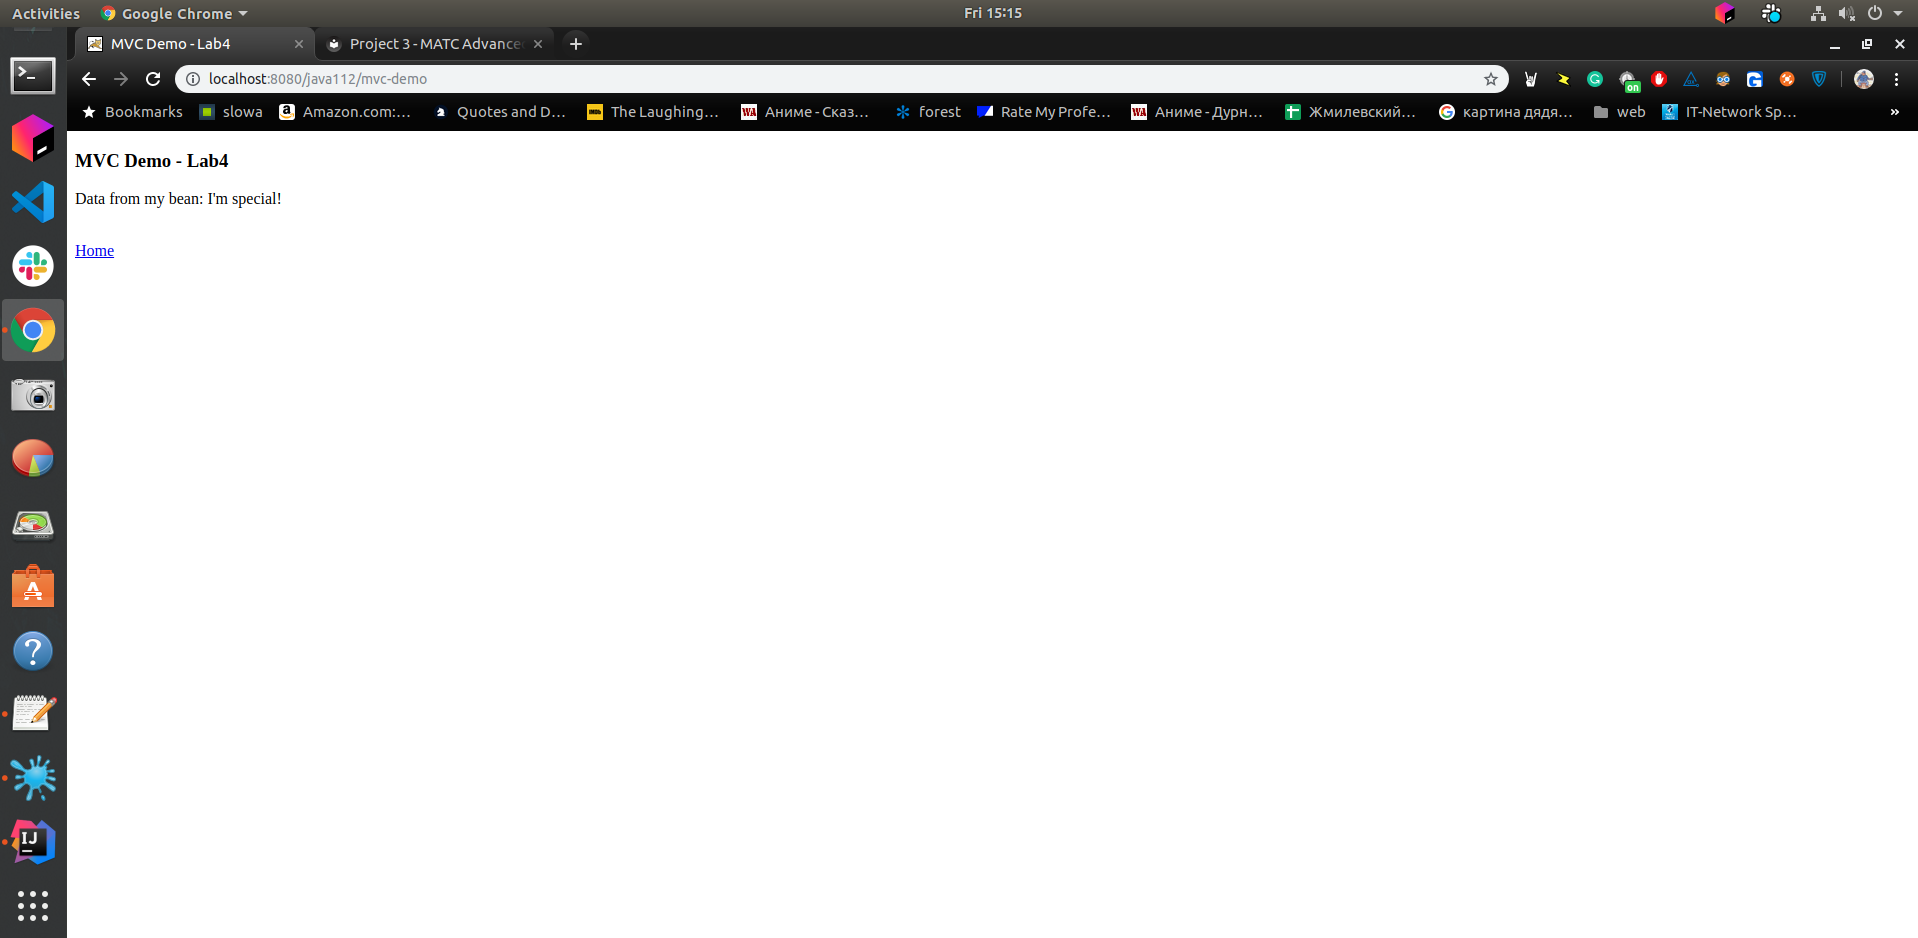 Activities Google Chrome Fri 15:15
MVC Demo - Lab4 Project 3 - MATC Advance
localhost:8080/java112/mvc-demo
on
Bookmarks slowa Amazon.com:... Quotes and D... The Laughing... Аниме - Сказ... forest Rate My Profe... Аниме - Дурн... Жмилевский... картина дядя... web IT-Network Sp... »
MVC Demo - Lab4
Data from my bean: I'm special!
Home
IJ